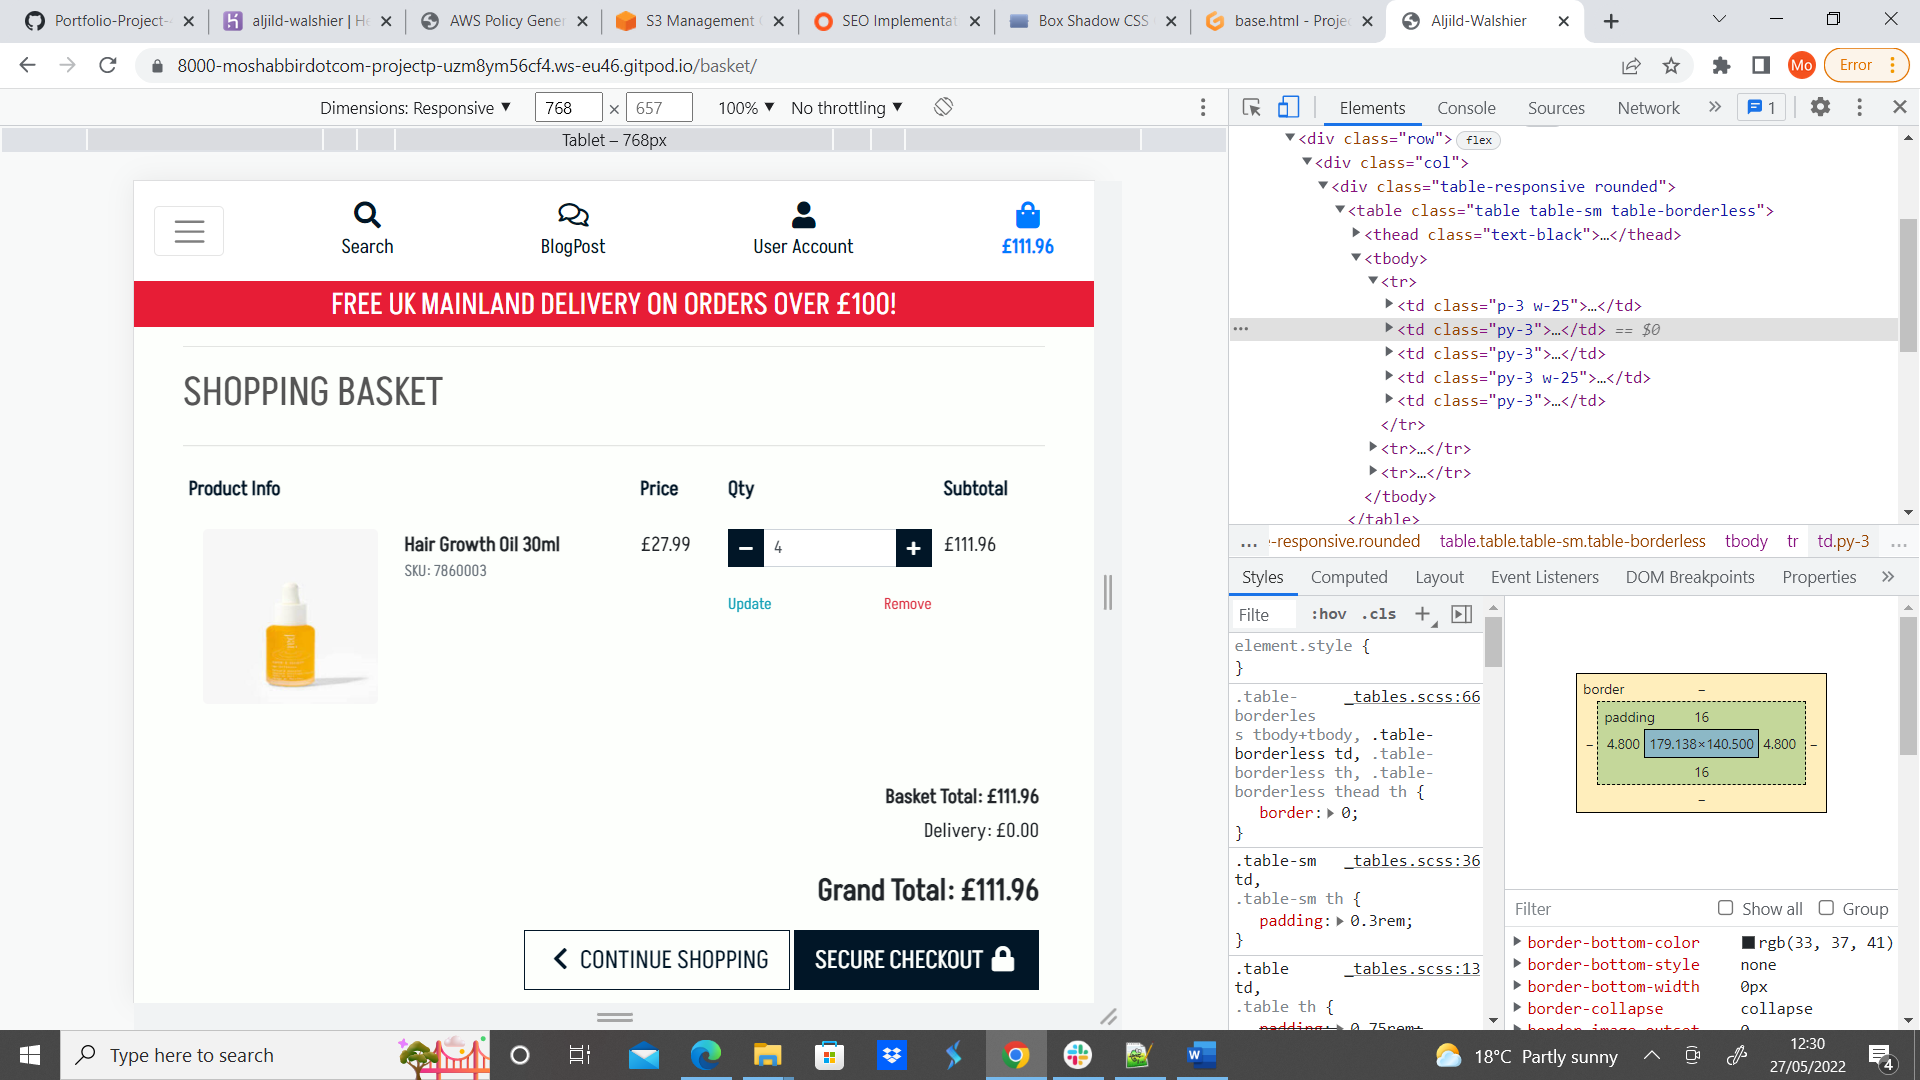 Portfolio-Project-
aljild-walshier | He
AWS Policy Gener
S3 Management C
SEO Implementat
Box Shadow CSS
base.html - Projec
Aljild-Walshier
8000-moshabbirdotcom-projectp-uzm8ym56cf4.ws-eu46.gitpod.io/basket/
Mo
Error
Dimensions: Responsive ▼ 768 × 657 100% ▼ No throttling ▼
Elements Console Sources Network » 1
Tablet – 768px
Search
BlogPost
User Account
£111.96
FREE UK MAINLAND DELIVERY ON ORDERS OVER £100!
SHOPPING BASKET
Product Info Price Qty Subtotal
Hair Growth Oil 30ml £27.99 4 £111.96
SKU: 7860003
Update Remove
Basket Total: £111.96
Delivery: £0.00
Grand Total: £111.96
CONTINUE SHOPPING SECURE CHECKOUT
▼<div class="row"> flex
▼<div class="col">
▼<div class="table-responsive rounded">
▼<table class="table table-sm table-borderless">
▶<thead class="text-black">…</thead>
▼<tbody>
▼<tr>
▶<td class="p-3 w-25">…</td>
… ▶<td class="py-3">…</td> == $0
▶<td class="py-3">…</td>
▶<td class="py-3 w-25">…</td>
▶<td class="py-3">…</td>
</tr>
▶<tr>…</tr>
▶<tr>…</tr>
</tbody>
</table>
… -responsive.rounded table.table.table-sm.table-borderless tbody tr td.py-3 …
Styles Computed Layout Event Listeners DOM Breakpoints Properties »
Filte :hov .cls +
element.style {
}
.table- _tables.scss:66
borderles
s tbody+tbody, .table-
borderless td, .table-
borderless th, .table-
borderless thead th {
border: ▶ 0;
}
.table-sm _tables.scss:36
td,
.table-sm th {
padding: ▶ 0.3rem;
}
.table _tables.scss:13
td,
.table th {
padding: ▶ 0.75rem;
border –
padding 16
– 4.800 179.138×140.500 4.800 –
16
–
Filter Show all Group
▶ border-bottom-color rgb(33, 37, 41)
▶ border-bottom-style none
▶ border-bottom-width 0px
▶ border-collapse collapse
▶ border-image-outset 0
Type here to search
18°C Partly sunny
12:30
27/05/2022
4